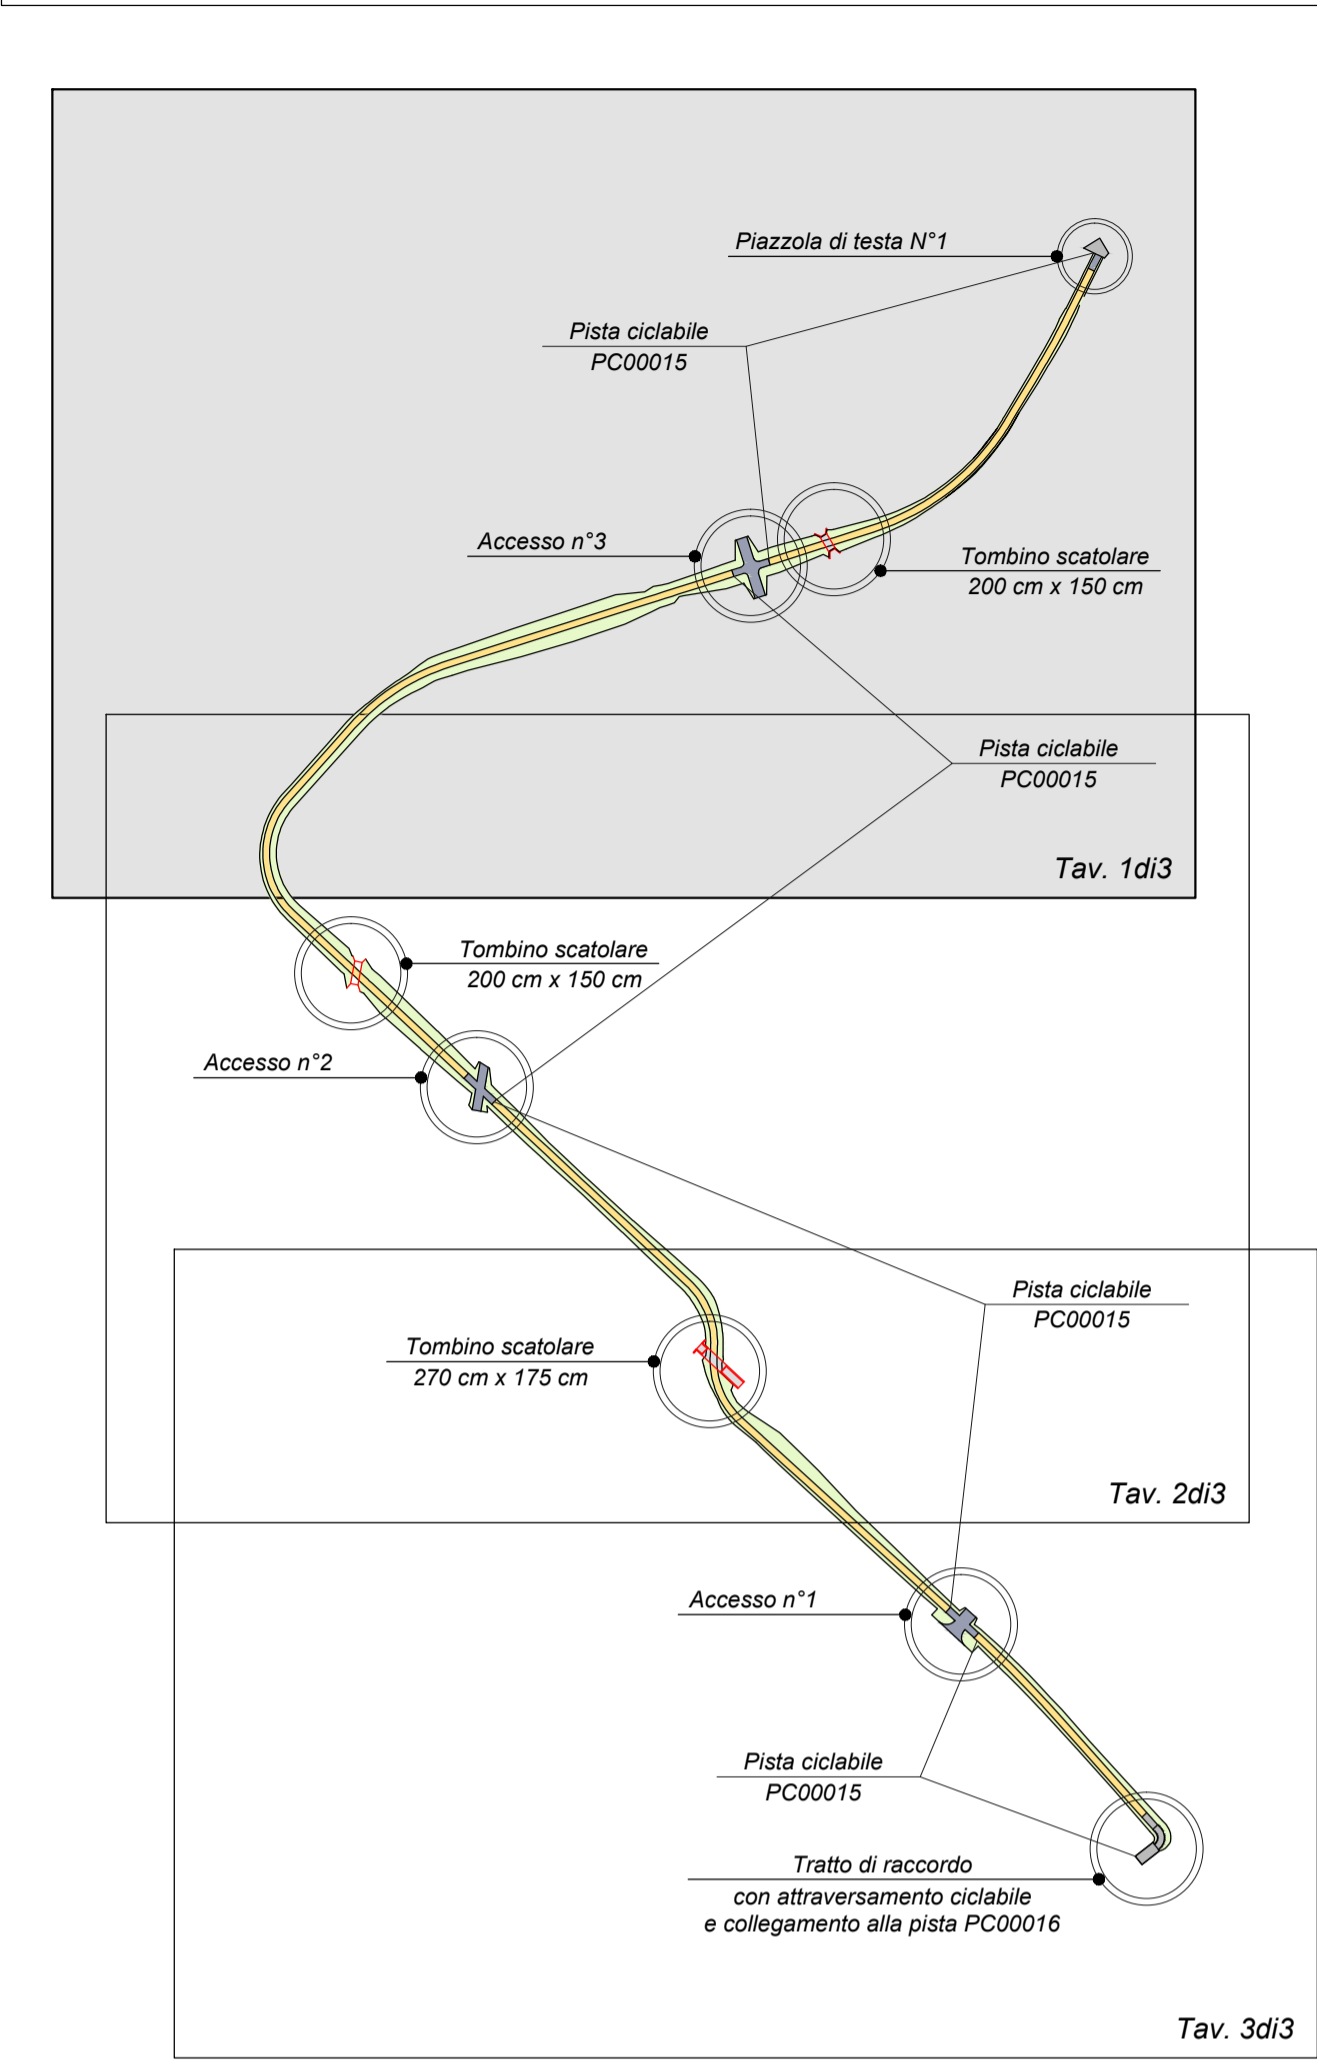 Piazzola di testa N°1
Pista ciclabile
PC00015
Accesso n°3
Tombino scatolare
200 cm x 150 cm
Pista ciclabile
PC00015
Tav. 1di3
Tombino scatolare
200 cm x 150 cm
Accesso n°2
Pista ciclabile
PC00015
Tombino scatolare
270 cm x 175 cm
Tav. 2di3
Accesso n°1
Pista ciclabile
PC00015
Tratto di raccordo
con attraversamento ciclabile
e collegamento alla pista PC00016
Tav. 3di3